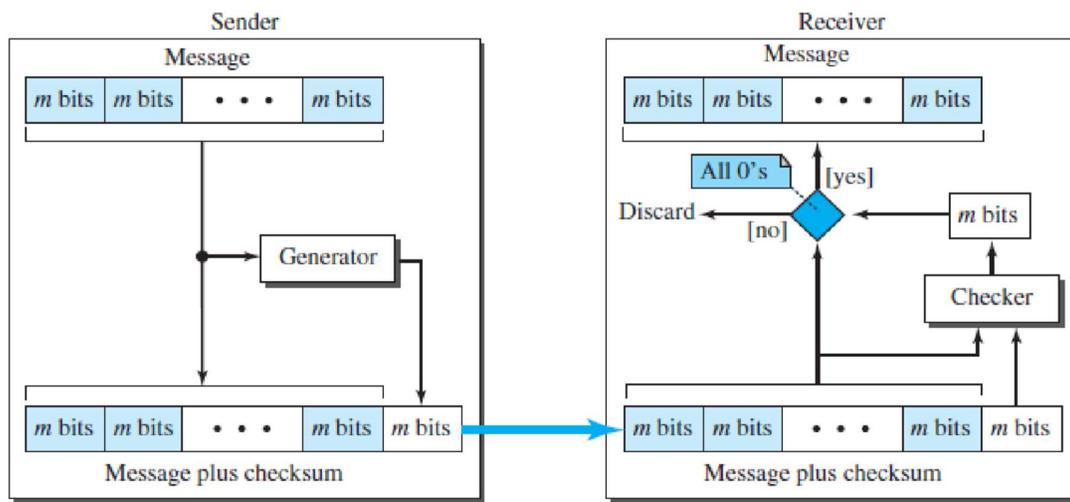 Sender
Message
m bits m bits • • • m bits
Generator
m bits m bits • • • m bits m bits
Message plus checksum
Receiver
Message
m bits m bits • • • m bits
All 0's
[yes]
Discard
[no]
m bits
Checker
m bits m bits • • • m bits m bits
Message plus checksum